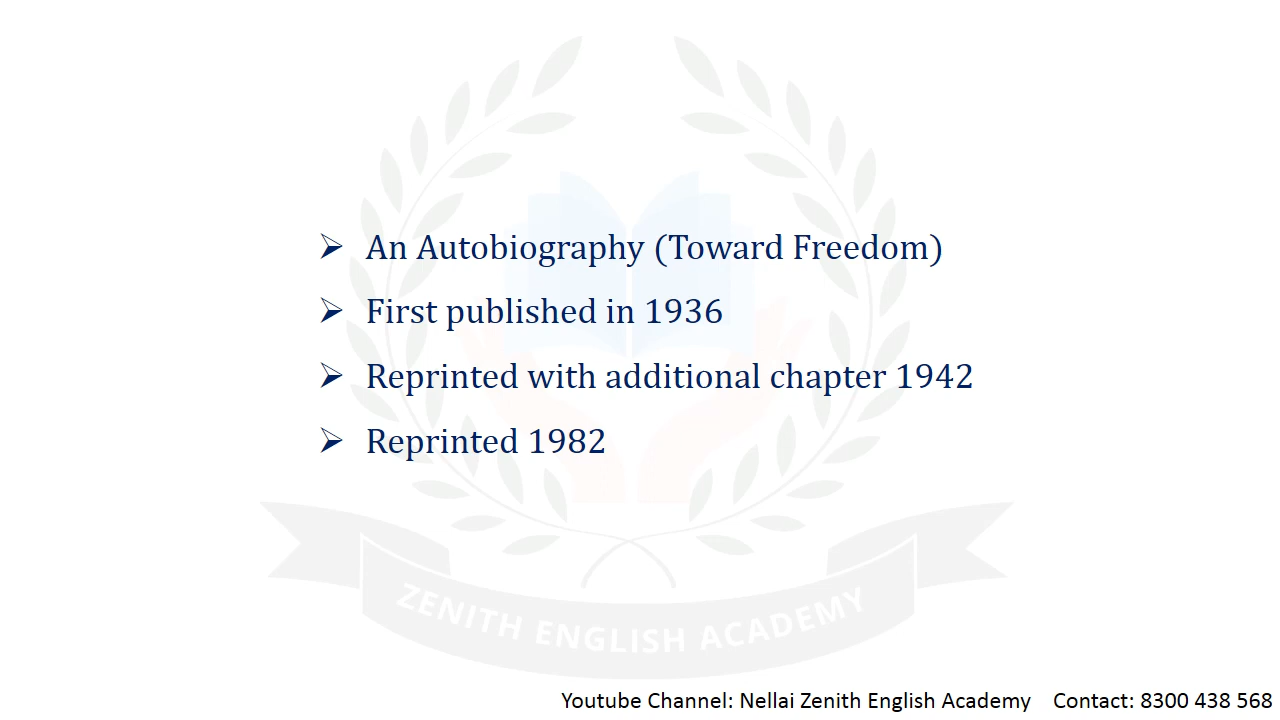 ➢ An Autobiography (Toward Freedom)
➢ First published in 1936
➢ Reprinted with additional chapter 1942
➢ Reprinted 1982
ZENITH ENGLISH ACADEMY
Youtube Channel: Nellai Zenith English Academy Contact: 8300 438 568